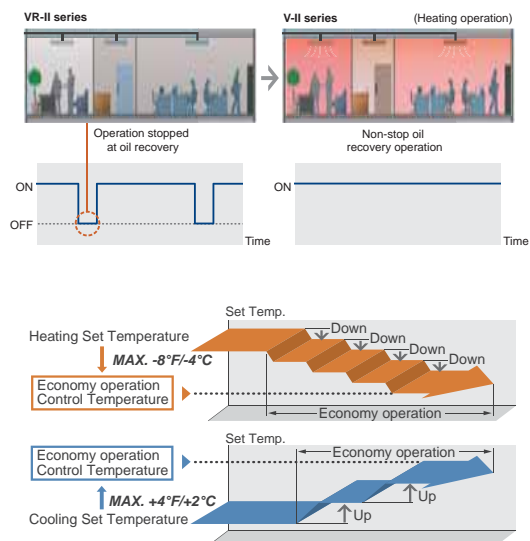 VR-II series
V-II series
(Heating operation)
Operation stopped
at oil recovery
Non-stop oil
recovery operation
ON
OFF
Time
ON
Time
Set Temp.
Heating Set Temperature
MAX. -8°F/-4°C
Down
Down
Down
Down
Economy operation
Control Temperature
Economy operation
Set Temp.
Economy operation
Economy operation
Control Temperature
MAX. +4°F/+2°C
Up
Up
Cooling Set Temperature